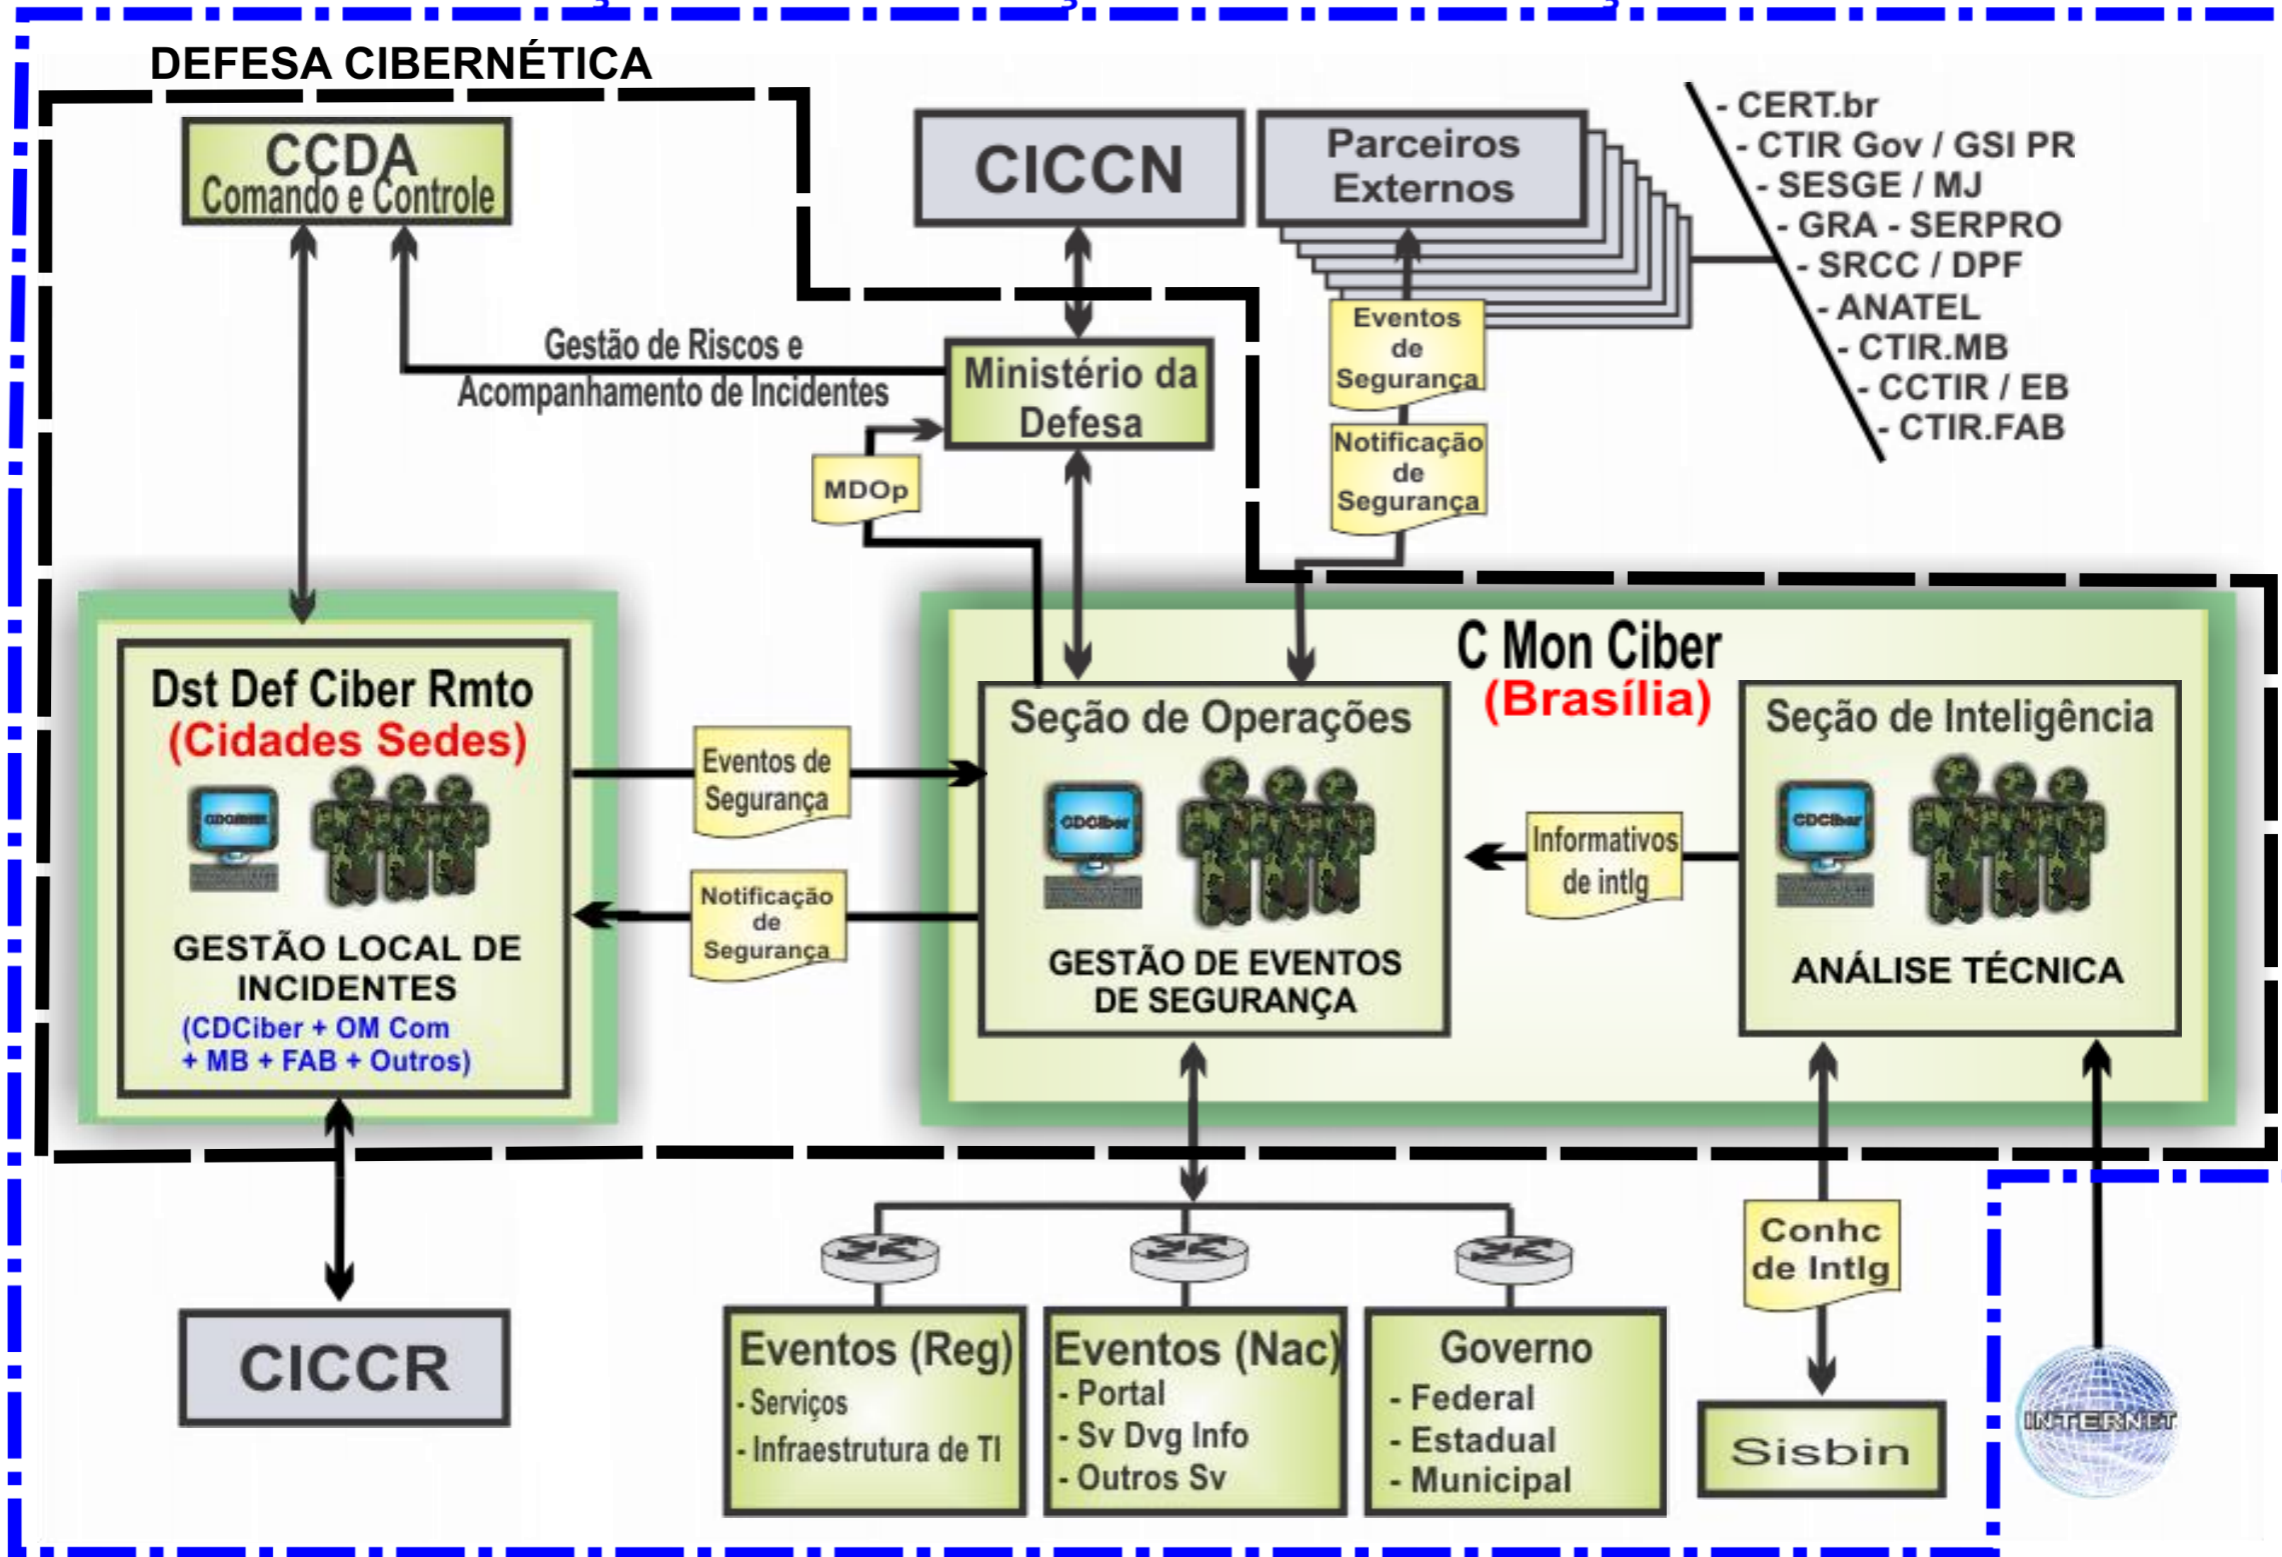 DEFESA CIBERNÉTICA
CCDA
Comando e Controle
CICCN
Parceiros
Externos
- CERT.br
- CTIR Gov / GSI PR
- SESGE / MJ
- GRA - SERPRO
- SRCC / DPF
- ANATEL
- CTIR.MB
- CCTIR / EB
- CTIR.FAB
Gestão de Riscos e
Acompanhamento de Incidentes
Ministério da
Defesa
MDOp
Eventos
de
Segurança
Notificação
de
Segurança
Dst Def Ciber Rmto
(Cidades Sedes)
CDCiber
GESTÃO LOCAL DE
INCIDENTES
(CDCiber + OM Com
+ MB + FAB + Outros)
Eventos de
Segurança
Notificação
de
Segurança
C Mon Ciber
(Brasília)
Seção de Operações
CDCiber
GESTÃO DE EVENTOS
DE SEGURANÇA
Informativos
de intlg
Seção de Inteligência
CDCiber
ANÁLISE TÉCNICA
CICCR
Eventos (Reg)
- Serviços
- Infraestrutura de TI
Eventos (Nac)
- Portal
- Sv Dvg Info
- Outros Sv
Governo
- Federal
- Estadual
- Municipal
Conhc
de Intlg
Sisbin
INTERNET